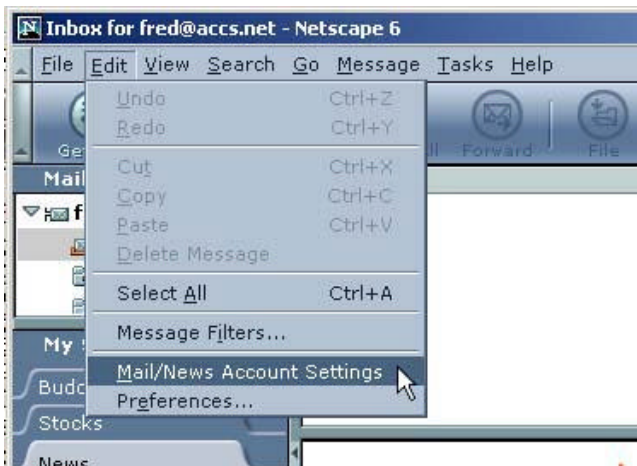 Inbox for fred@accs.net - Netscape 6
File Edit View Search Go Message Tasks Help
Undo Ctrl+Z
Redo Ctrl+Y
Forward File
Cut Ctrl+X
Mail
Copy Ctrl+C
Paste Ctrl+V
Delete Message
Select All Ctrl+A
Message Filters...
My
Mail/News Account Settings
Preferences...
Stocks
News